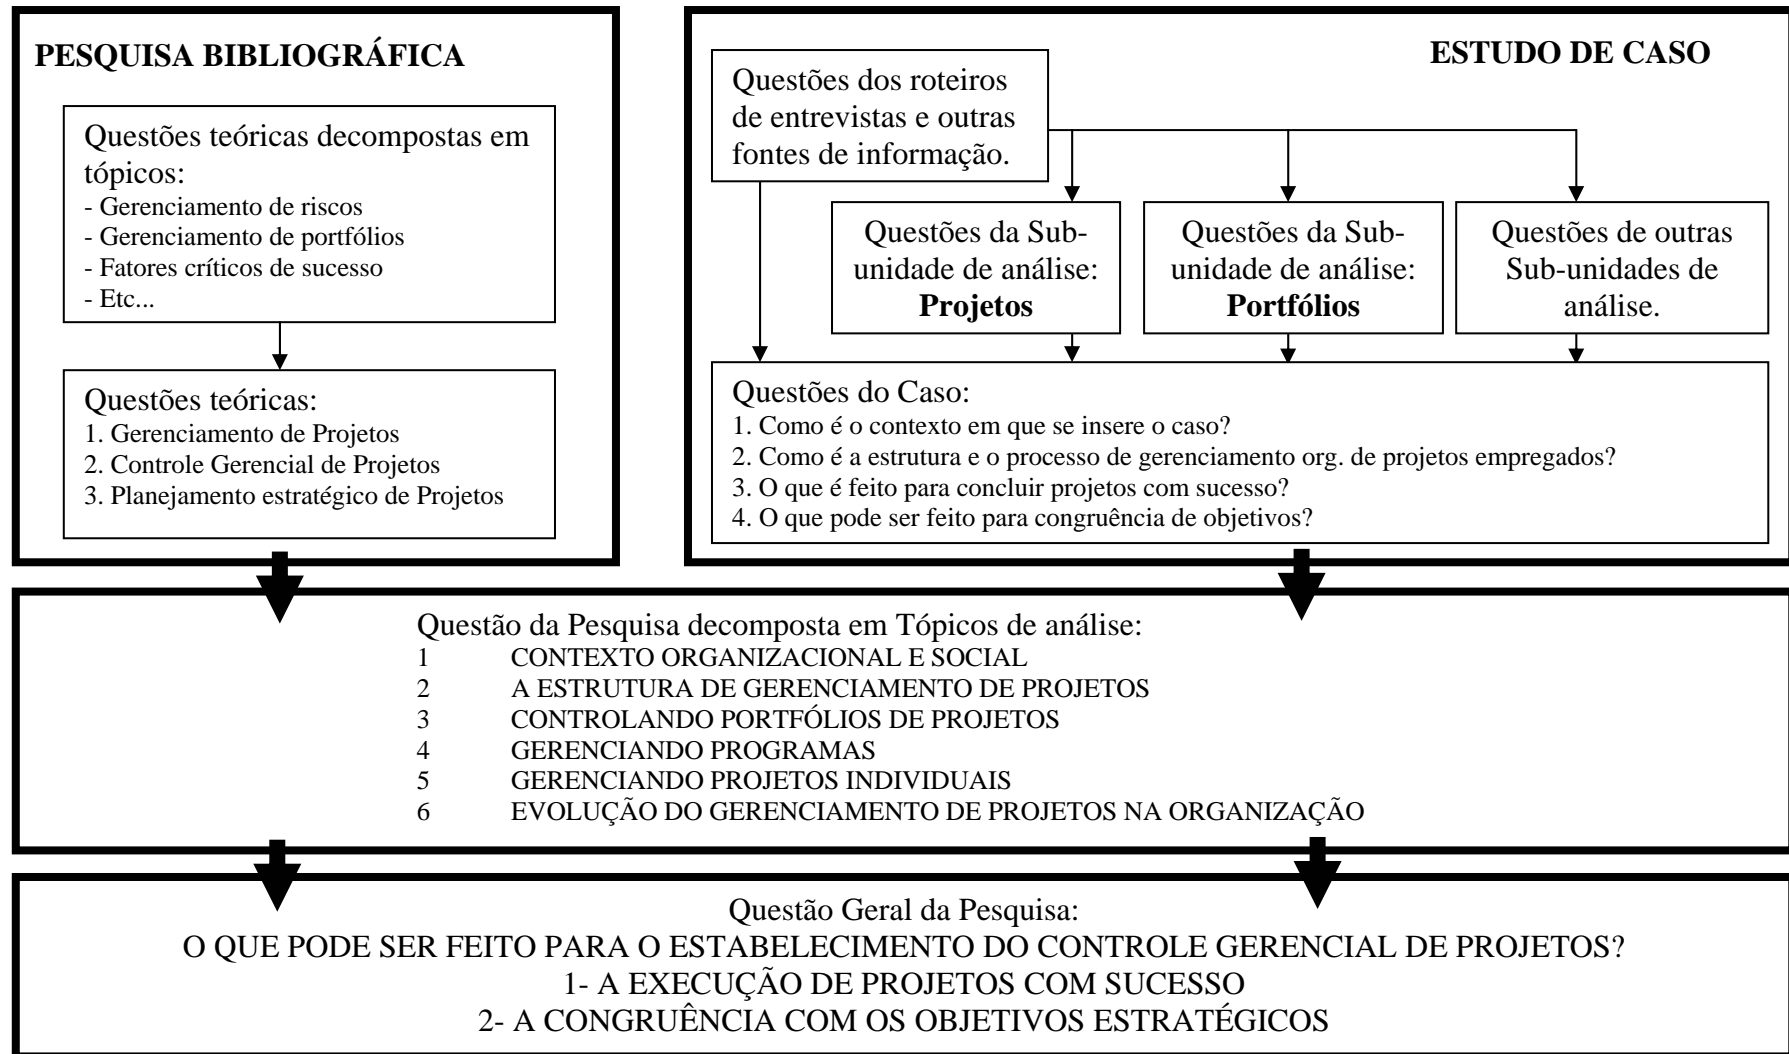 PESQUISA BIBLIOGRÁFICA
Questões teóricas decompostas em
tópicos:
- Gerenciamento de riscos
- Gerenciamento de portfólios
- Fatores críticos de sucesso
- Etc...
Questões teóricas:
1. Gerenciamento de Projetos
2. Controle Gerencial de Projetos
3. Planejamento estratégico de Projetos
ESTUDO DE CASO
Questões dos roteiros
de entrevistas e outras
fontes de informação.
Questões da Sub-
unidade de análise:
Projetos
Questões da Sub-
unidade de análise:
Portfólios
Questões de outras
Sub-unidades de
análise.
Questões do Caso:
1. Como é o contexto em que se insere o caso?
2. Como é a estrutura e o processo de gerenciamento org. de projetos empregados?
3. O que é feito para concluir projetos com sucesso?
4. O que pode ser feito para congruência de objetivos?
Questão da Pesquisa decomposta em Tópicos de análise:
1 CONTEXTO ORGANIZACIONAL E SOCIAL
2 A ESTRUTURA DE GERENCIAMENTO DE PROJETOS
3 CONTROLANDO PORTFÓLIOS DE PROJETOS
4 GERENCIANDO PROGRAMAS
5 GERENCIANDO PROJETOS INDIVIDUAIS
6 EVOLUÇÃO DO GERENCIAMENTO DE PROJETOS NA ORGANIZAÇÃO
Questão Geral da Pesquisa:
O QUE PODE SER FEITO PARA O ESTABELECIMENTO DO CONTROLE GERENCIAL DE PROJETOS?
1- A EXECUÇÃO DE PROJETOS COM SUCESSO
2- A CONGRUÊNCIA COM OS OBJETIVOS ESTRATÉGICOS